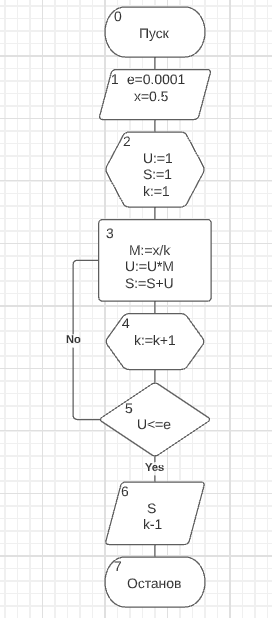 0
Пуск
1 e=0.0001
x=0.5
2
U:=1
S:=1
k:=1
3
M:=x/k
U:=U*M
S:=S+U
No
4
k:=k+1
5
U<=e
Yes
6
S
k-1
7
Останов